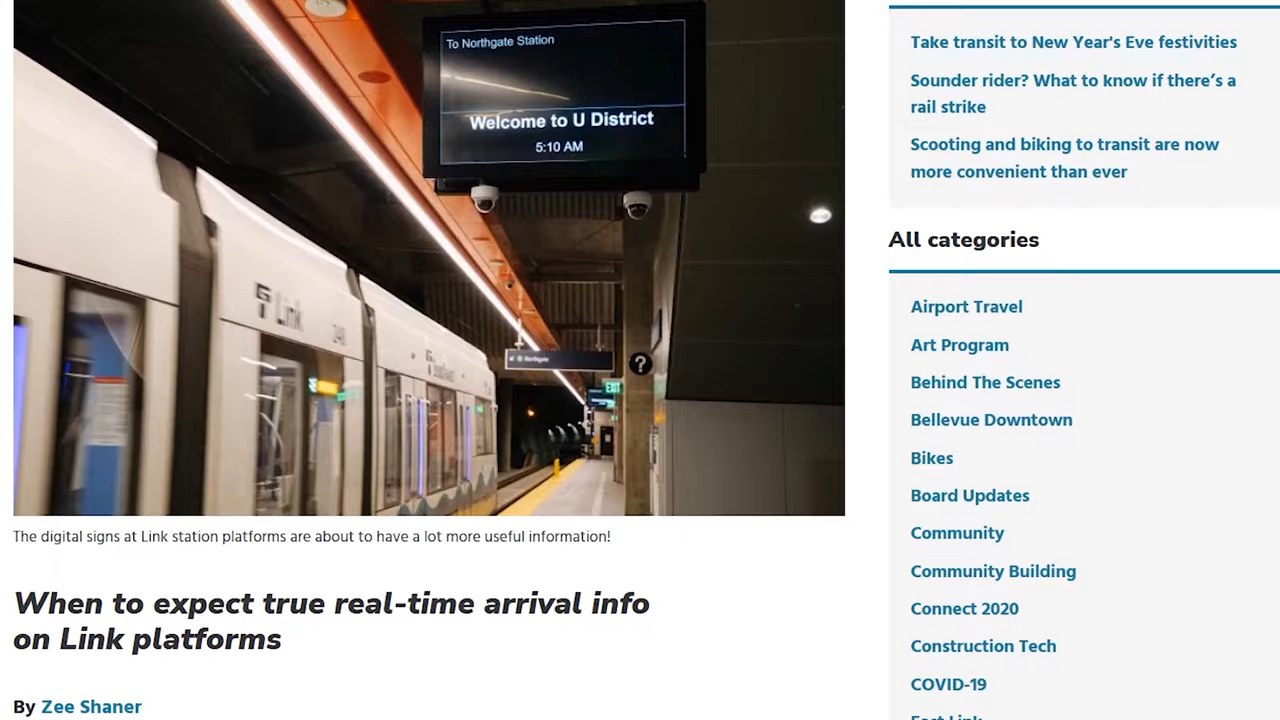 To Northgate Station
Welcome to U District
5:10 AM
Link
Northgate
?
EXIT
The digital signs at Link station platforms are about to have a lot more useful information!
When to expect true real-time arrival info
on Link platforms
By Zee Shaner
Take transit to New Year's Eve festivities
Sounder rider? What to know if there’s a
rail strike
Scooting and biking to transit are now
more convenient than ever
All categories
Airport Travel
Art Program
Behind The Scenes
Bellevue Downtown
Bikes
Board Updates
Community
Community Building
Connect 2020
Construction Tech
COVID-19
East Link